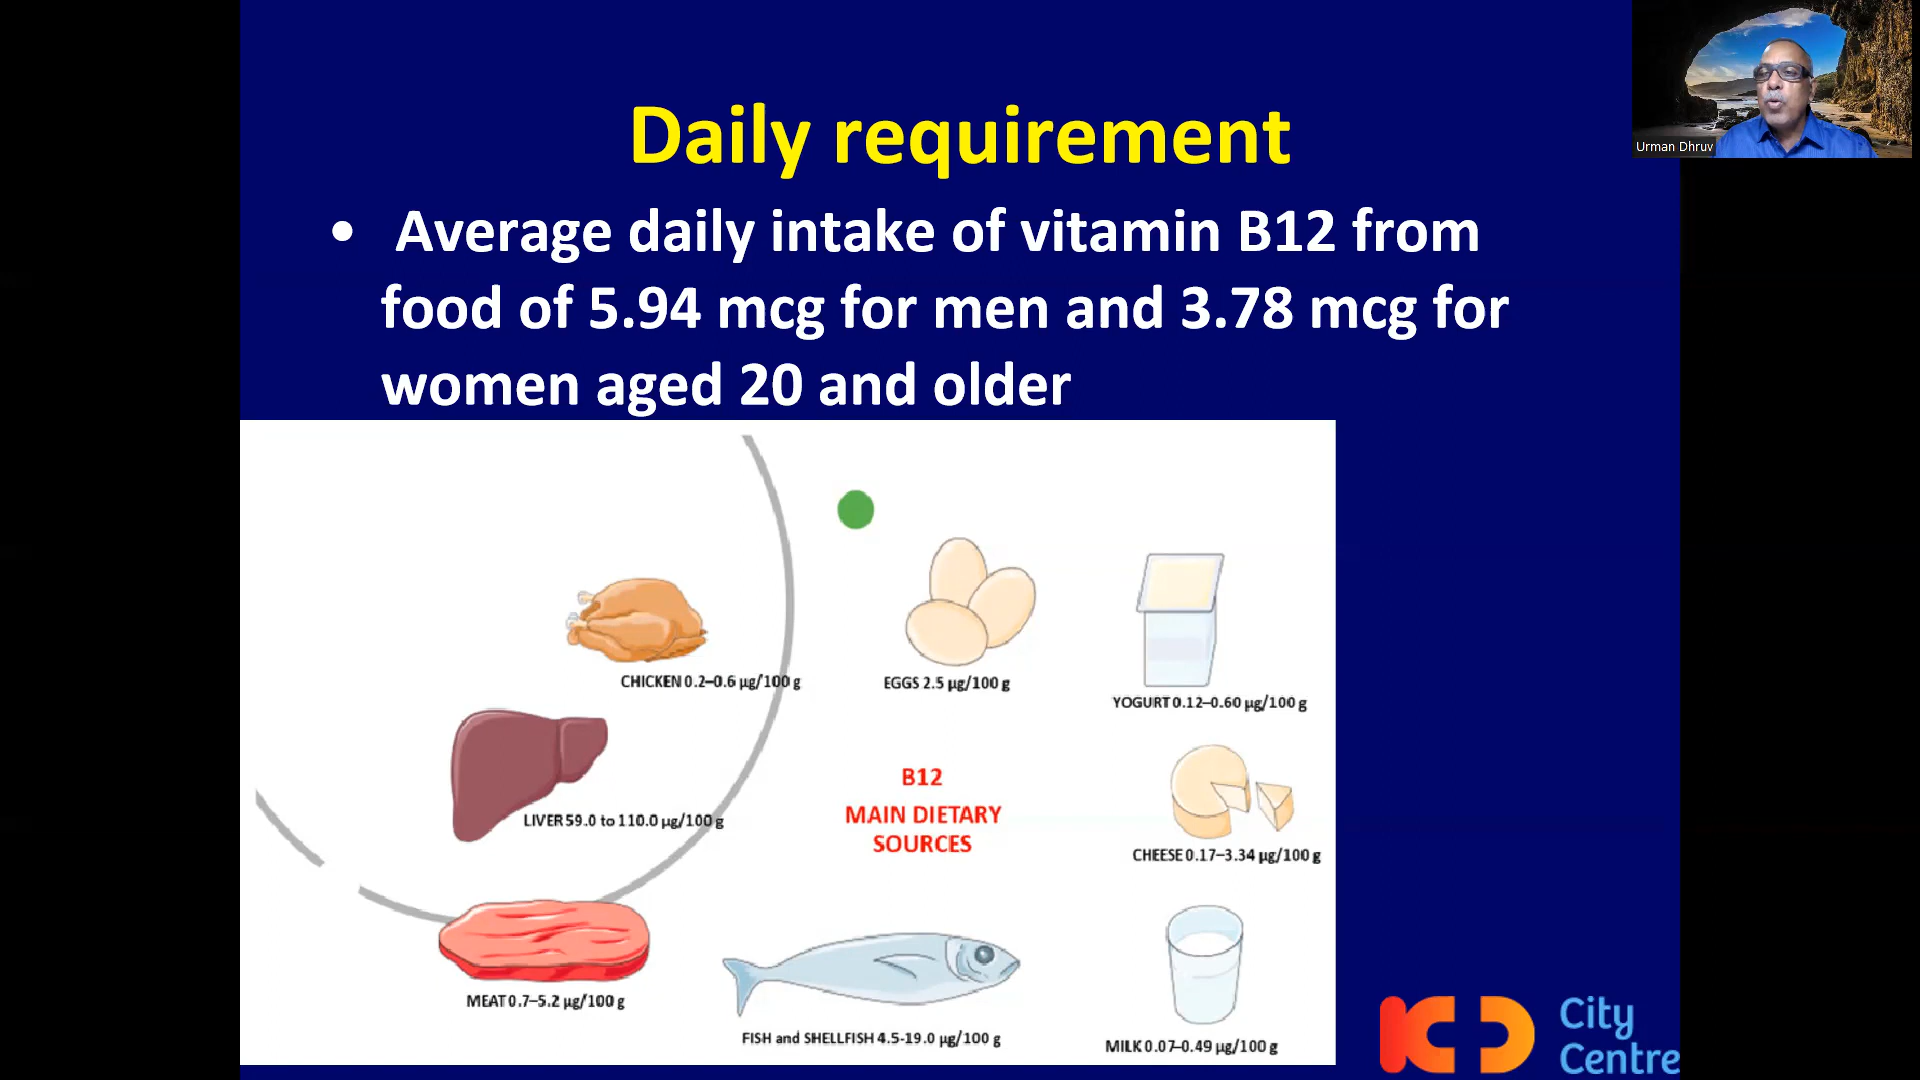 Daily requirement
• Average daily intake of vitamin B12 from
food of 5.94 mcg for men and 3.78 mcg for
women aged 20 and older
Urman Dhruv
CHICKEN 0.2–0.6 µg/100 g
EGGS 2.5 µg/100 g
YOGURT 0.12–0.60 µg/100 g
LIVER 59.0 to 110.0 µg/100 g
B12
MAIN DIETARY
SOURCES
CHEESE 0.17–3.34 µg/100 g
MEAT 0.7–5.2 µg/100 g
FISH and SHELLFISH 4.5-19.0 µg/100 g
MILK 0.07–0.49 µg/100 g
KD
City
Centre